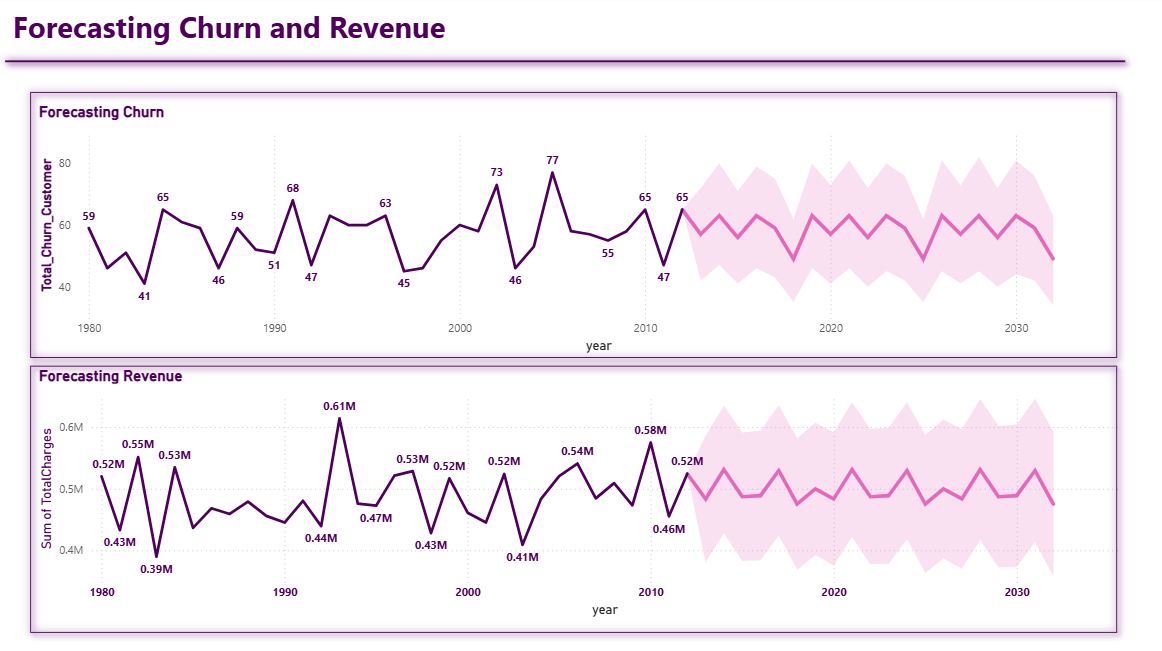 Forecasting Churn and Revenue
Forecasting Churn
Total_Churn_Customer
80
60
40
59
41
65
46
59
51
68
47
63
45
73
46
77
55
65
47
65
1980
1990
2000
2010
2020
2030
year
Forecasting Revenue
Sum of TotalCharges
0.6M
0.5M
0.4M
0.52M
0.43M
0.55M
0.39M
0.53M
0.44M
0.61M
0.47M
0.53M
0.43M
0.52M
0.52M
0.41M
0.54M
0.58M
0.46M
0.52M
1980
1990
2000
2010
2020
2030
year